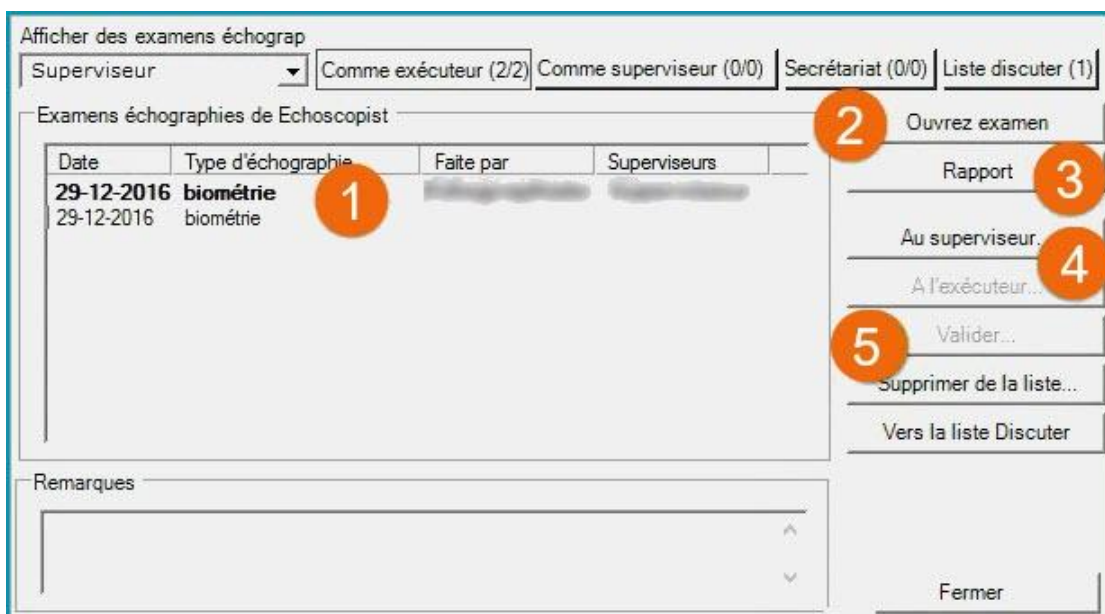 Afficher des examens échograp
Superviseur
Comme exécuteur (2/2) Comme superviseur (0/0) Secrétariat (0/0) Liste discuter (1)
Examens échographies de Echoscopist
Date Type d'échographie Faite par Superviseurs
29-12-2016 biométrie
29-12-2016 biométrie
1
2
Ouvrez examen
Rapport
3
Au superviseur.
4
A l'exécuteur...
Valider...
5
Supprimer de la liste...
Vers la liste Discuter
Remarques
Fermer